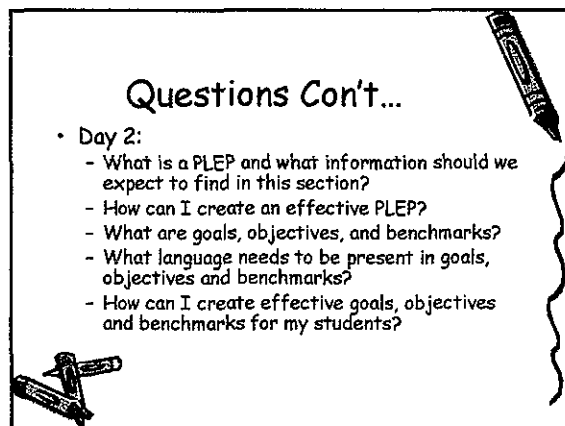 Questions Con't...
• Day 2:
- What is a PLEP and what information should we
expect to find in this section?
- How can I create an effective PLEP?
- What are goals, objectives, and benchmarks?
- What language needs to be present in goals,
objectives and benchmarks?
- How can I create effective goals, objectives
and benchmarks for my students?